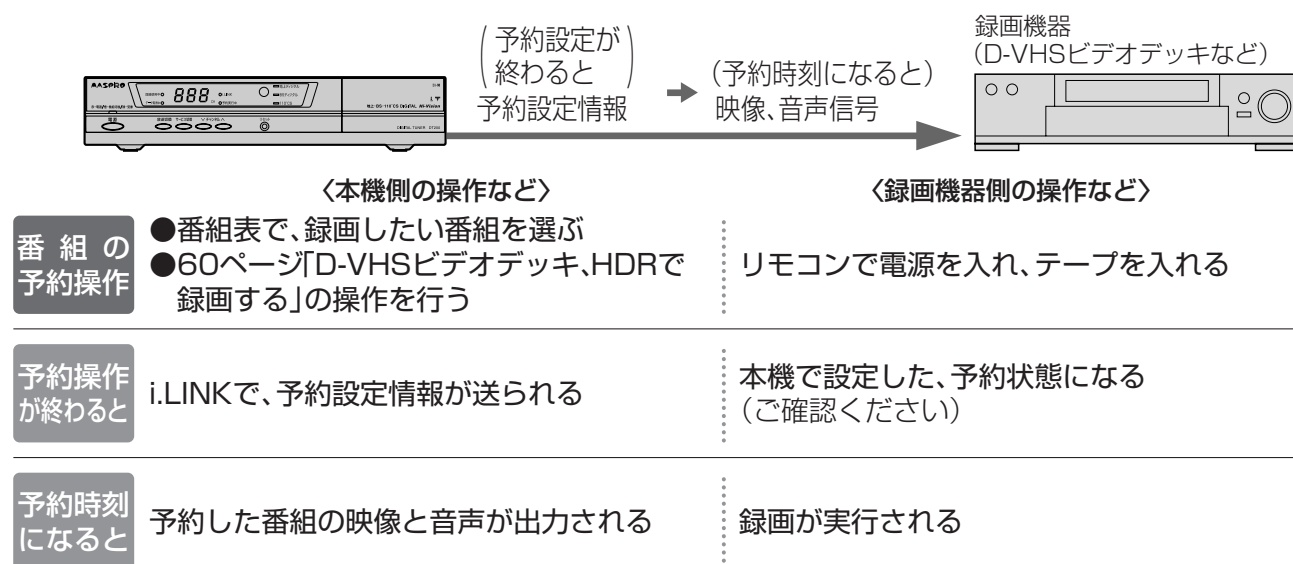 録画機器
(D-VHSビデオデッキなど)
(予約設定が
終わると)
予約設定情報
(予約時刻になると)
映像、音声信号
MASPRO
888
DIGITAL TUNER
〈本機側の操作など〉
〈録画機器側の操作など〉
番組の
予約操作
●番組表で、録画したい番組を選ぶ
●60ページ「D-VHSビデオデッキ、HDRで
録画する」の操作を行う
リモコンで電源を入れ、テープを入れる
予約操作
が終わると
i.LINKで、予約設定情報が送られる
本機で設定した、予約状態になる
(ご確認ください)
予約時刻
になると
予約した番組の映像と音声が出力される
録画が実行される